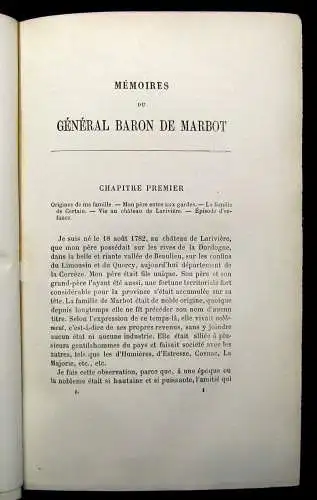 MÉMOIRES
DU
GÉNÉRAL BARON DE MARBOT
CHAPITRE PREMIER
Origines de ma famille. — Mon père entre aux gardes. — La famille
de Certain. — Vie au château de Larivière. — Épisode d'en-
fance.
Je suis né le 18 août 1782, au château de Larivière,
que mon père possédait sur les rives de la Dordogne,
dans la belle et riante vallée de Beaulieu, sur les confins
du Limousin et du Quercy, aujourd'hui département de
la Corrèze. Mon père était fils unique. Son père et son
grand-père l'ayant été aussi, une fortune territoriale fort
considérable pour la province s'était accumulée sur sa
tête. La famille de Marbot était de noble origine, quoique
depuis longtemps elle ne fît précéder son nom d'aucun
titre. Selon l'expression de ce temps-là, elle vivait noble-
ment, c'est-à-dire de ses propres revenus, sans y joindre
aucun état ni aucune industrie. Elle était alliée à plu-
sieurs gentilshommes du pays et faisait société avec les
autres, tels que les d'Humières, d'Estresse, Cosnac, La
Majorie, etc., etc.
Je fais cette observation, parce que, à une époque où
la noblesse était si hautaine et si puissante, l'amitié qui
I. 1